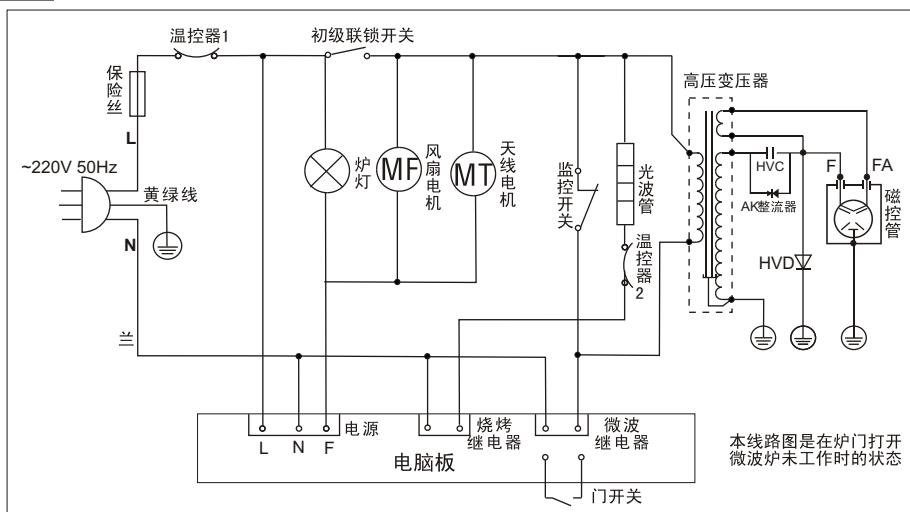 温控器1
初级联锁开关
高压变压器
保险丝
L
~220V 50Hz
黄绿线
N
兰
炉灯
MF
风扇电机
MT
天线电机
监控开关
光波管
温控器2
HVC
AK整流器
F
FA
磁控管
HVD
电源
L N F
烧烤
继电器
微波
继电器
电脑板
门开关
本线路图是在炉门打开
微波炉未工作时的状态